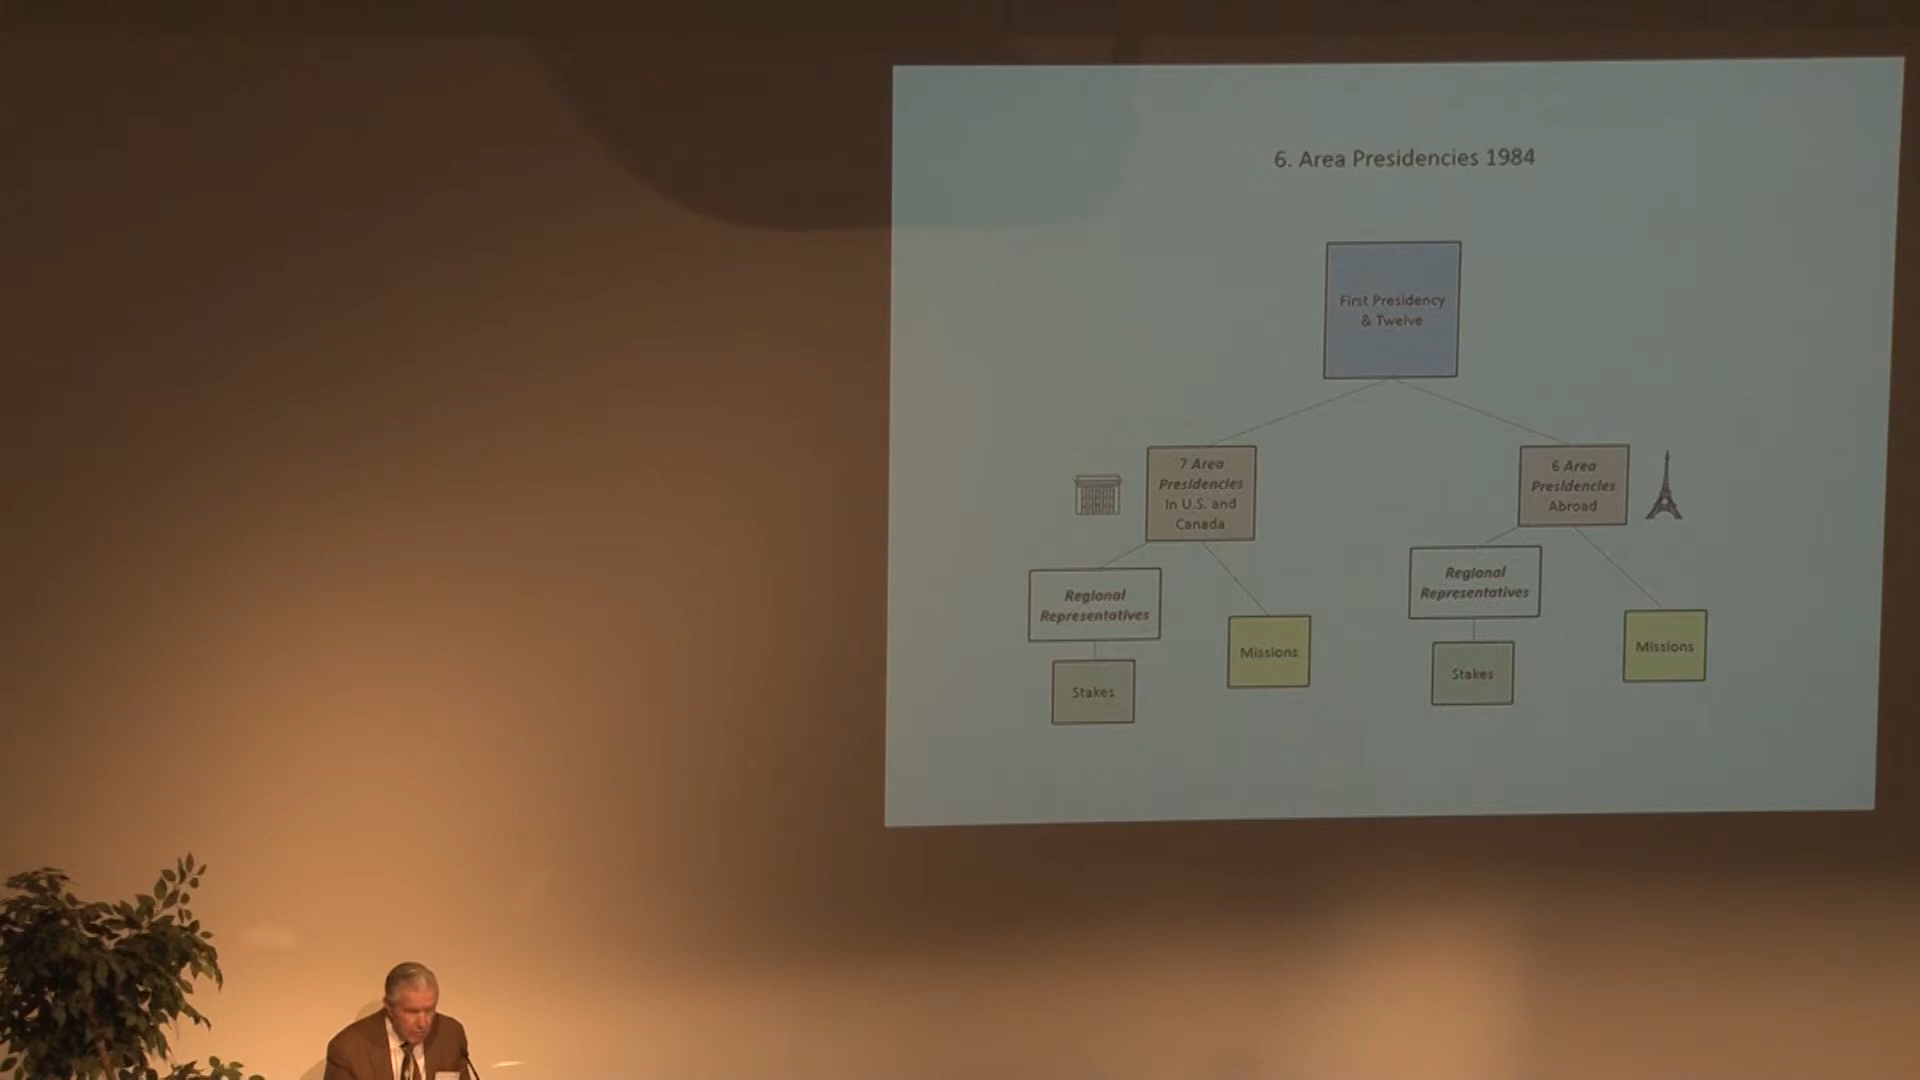 6. Area Presidencies 1984
First Presidency
& Twelve
7 Area
Presidencies
in U.S. and
Canada
6 Area
Presidencies
Abroad
Regional
Representatives
Regional
Representatives
Missions
Missions
Stakes
Stakes